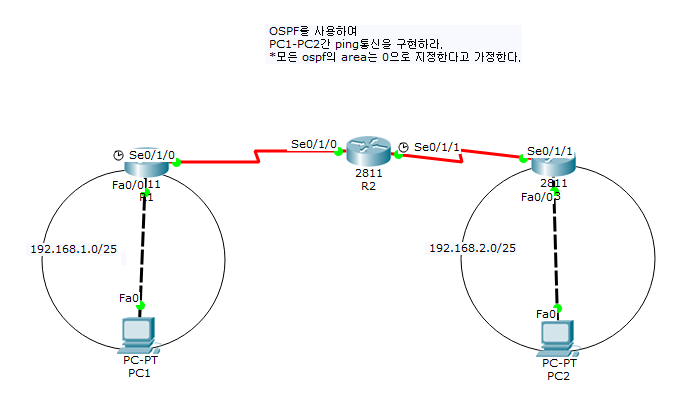 OSPF를 사용하여
PC1-PC2간 ping통신을 구현하라.
*모든 ospf의 area는 0으로 지정한다고 가정한다.
Se0/1/0
Se0/1/0
Se0/1/1
Se0/1/1
2811
R2
Fa0/0
11
R1
2811
Fa0/0
3
192.168.1.0/25
192.168.2.0/25
Fa0
Fa0
PC-PT
PC1
PC-PT
PC2